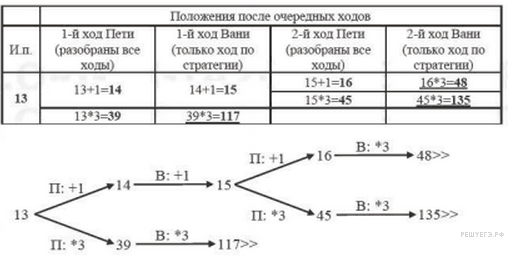 Положения после очередных ходов
И.п.
1-й ход Пети
(разобраны все
ходы)
1-й ход Вани
(только ход по
стратегии)
2-й ход Пети
(разобраны все
ходы)
2-й ход Вани
(только ход по
стратегии)
13
13+1=14
14+1=15
15+1=16
16*3=48
15*3=45
45*3=135
13*3=39
39*3=117
П: +1
16
В: *3
48>>
П: +1
14
В: +1
15
13
П: *3
45
В: *3
135>>
П: *3
39
В: *3
117>>
РЕШУЕГЭ.РФ